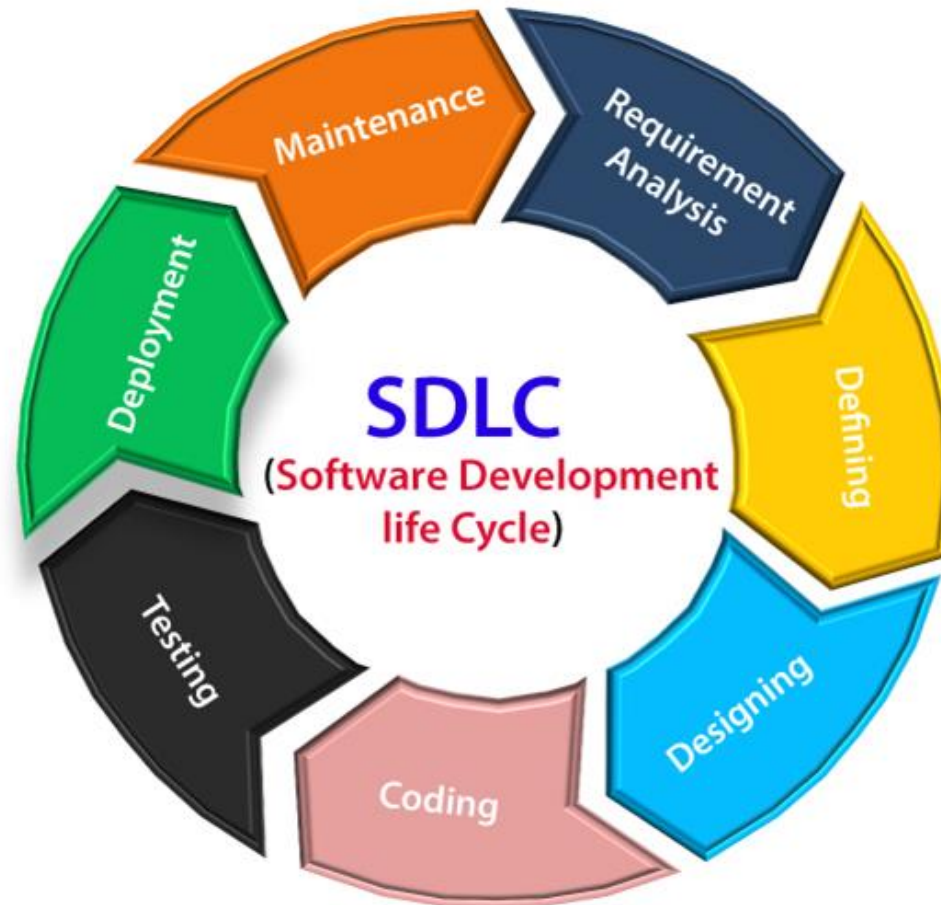 SDLC
(Software Development
life Cycle)
Requirement
Analysis
Defining
Designing
Coding
Testing
Deployment
Maintenance